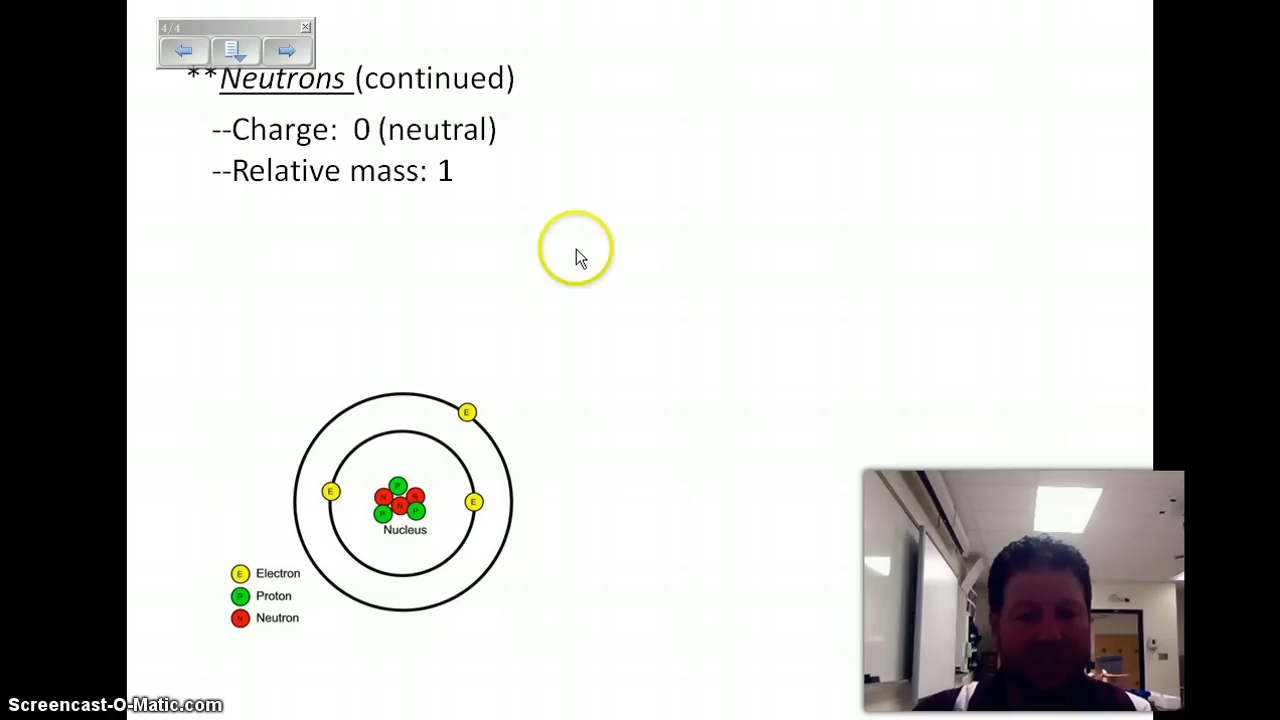 4/4
**Neutrons (continued)
--Charge: 0 (neutral)
--Relative mass: 1
E
E
E
P
N
N
N
P
P
Nucleus
E Electron
P Proton
N Neutron
Screencast-O-Matic.com